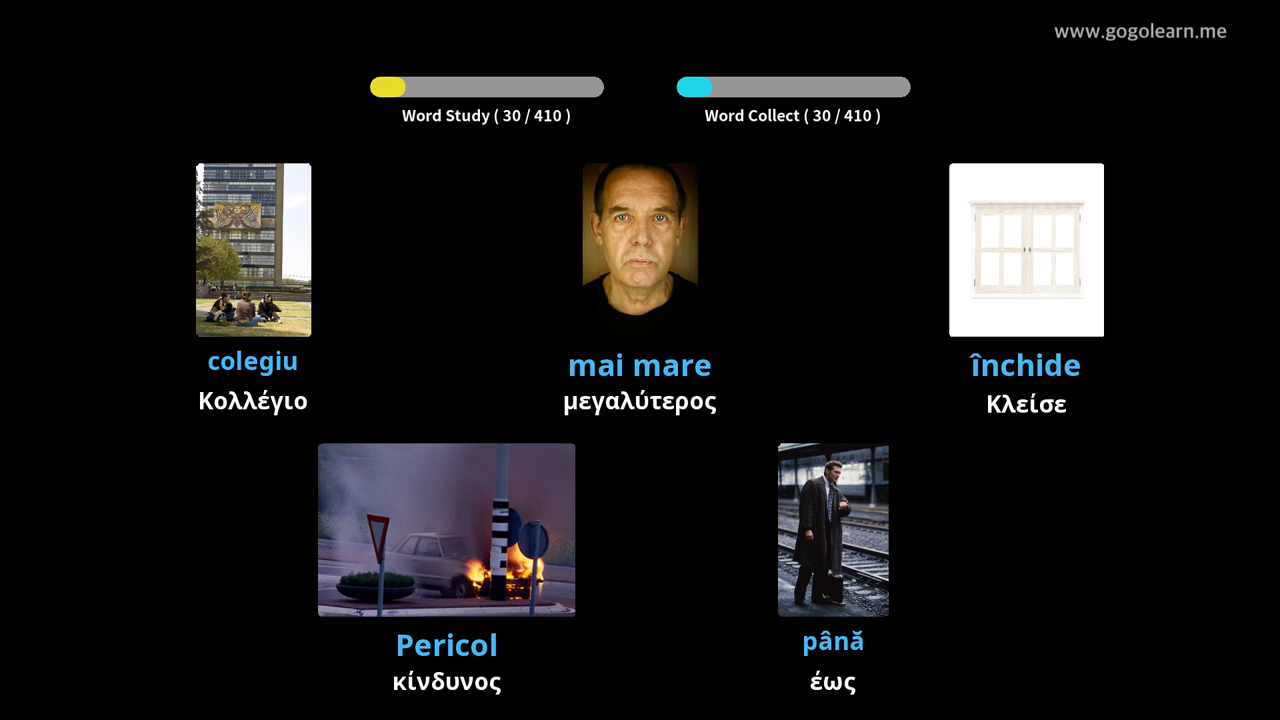 www.gogolearn.me
Word Study ( 30 / 410 )
Word Collect ( 30 / 410 )
colegiu
Κολλέγιο
mai mare
μεγαλύτερος
închide
Κλείσε
Pericol
κίνδυνος
până
έως